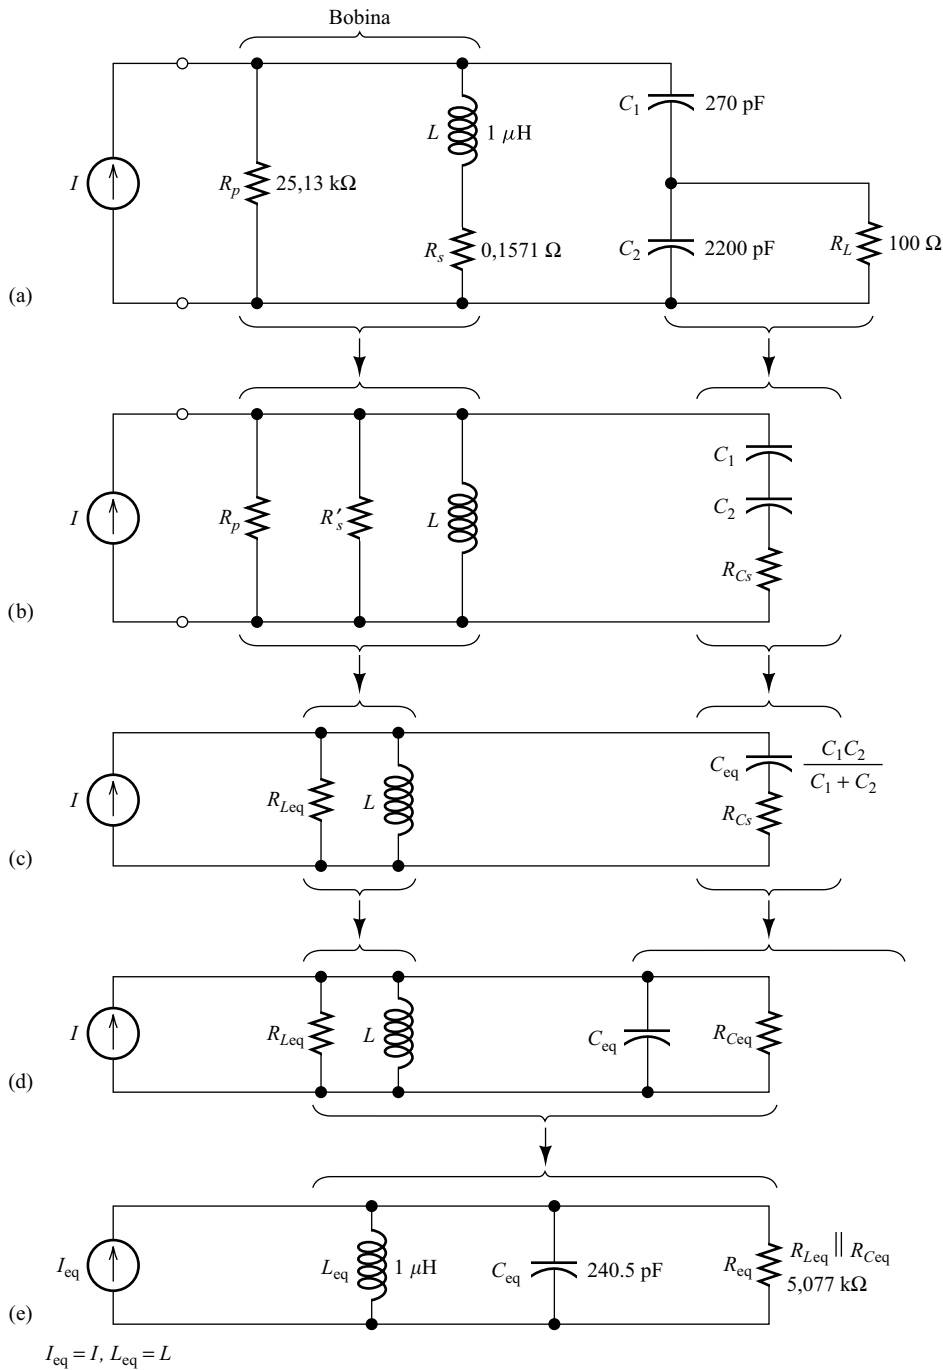 Bobina
I
R_p 25,13 kΩ
L 1 μH
R_s 0,1571 Ω
C_1 270 pF
C_2 2200 pF
R_L 100 Ω
(a)
I
R_p
R′_s
L
C_1
C_2
R_Cs
(b)
I
R_Leq
L
C_eq
C_1C_2
C_1 + C_2
R_Cs
(c)
I
R_Leq
L
C_eq
R_Ceq
(d)
I_eq
L_eq 1 μH
C_eq 240.5 pF
R_eq
R_Leq || R_Ceq
5,077 kΩ
(e)
I_eq = I, L_eq = L